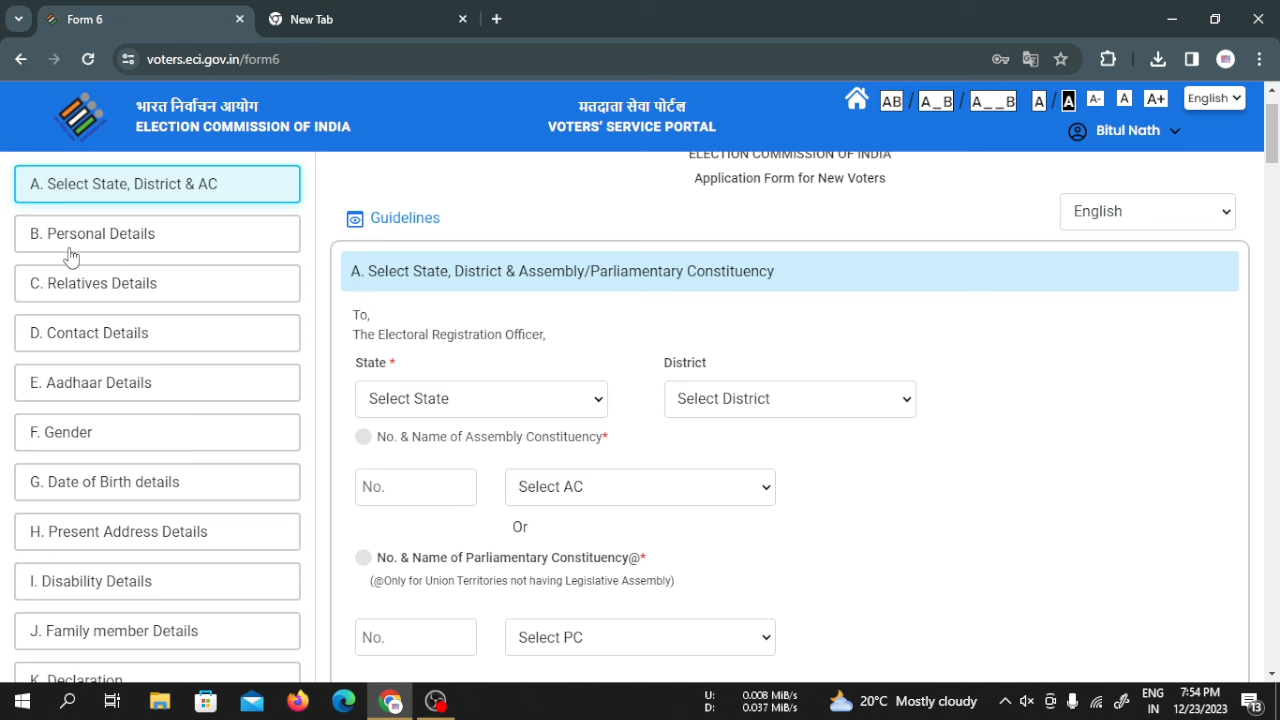 Form 6
New Tab
voters.eci.gov.in/form6
भारत निर्वाचन आयोग
ELECTION COMMISSION OF INDIA
मतदाता सेवा पोर्टल
VOTERS' SERVICE PORTAL
AB / A_B / A__B A / A A- A A+ English
Bitul Nath
A. Select State, District & AC
B. Personal Details
C. Relatives Details
D. Contact Details
E. Aadhaar Details
F. Gender
G. Date of Birth details
H. Present Address Details
I. Disability Details
J. Family member Details
K. Declaration
ELECTION COMMISSION OF INDIA
Application Form for New Voters
Guidelines
English
A. Select State, District & Assembly/Parliamentary Constituency
To,
The Electoral Registration Officer,
State *
District
Select State
Select District
No. & Name of Assembly Constituency*
No.
Select AC
Or
No. & Name of Parliamentary Constituency@*
(@Only for Union Territories not having Legislative Assembly)
No.
Select PC
U: 0.008 MiB/s
D: 0.037 MiB/s
20°C Mostly cloudy
ENG
IN
7:54 PM
12/23/2023
13